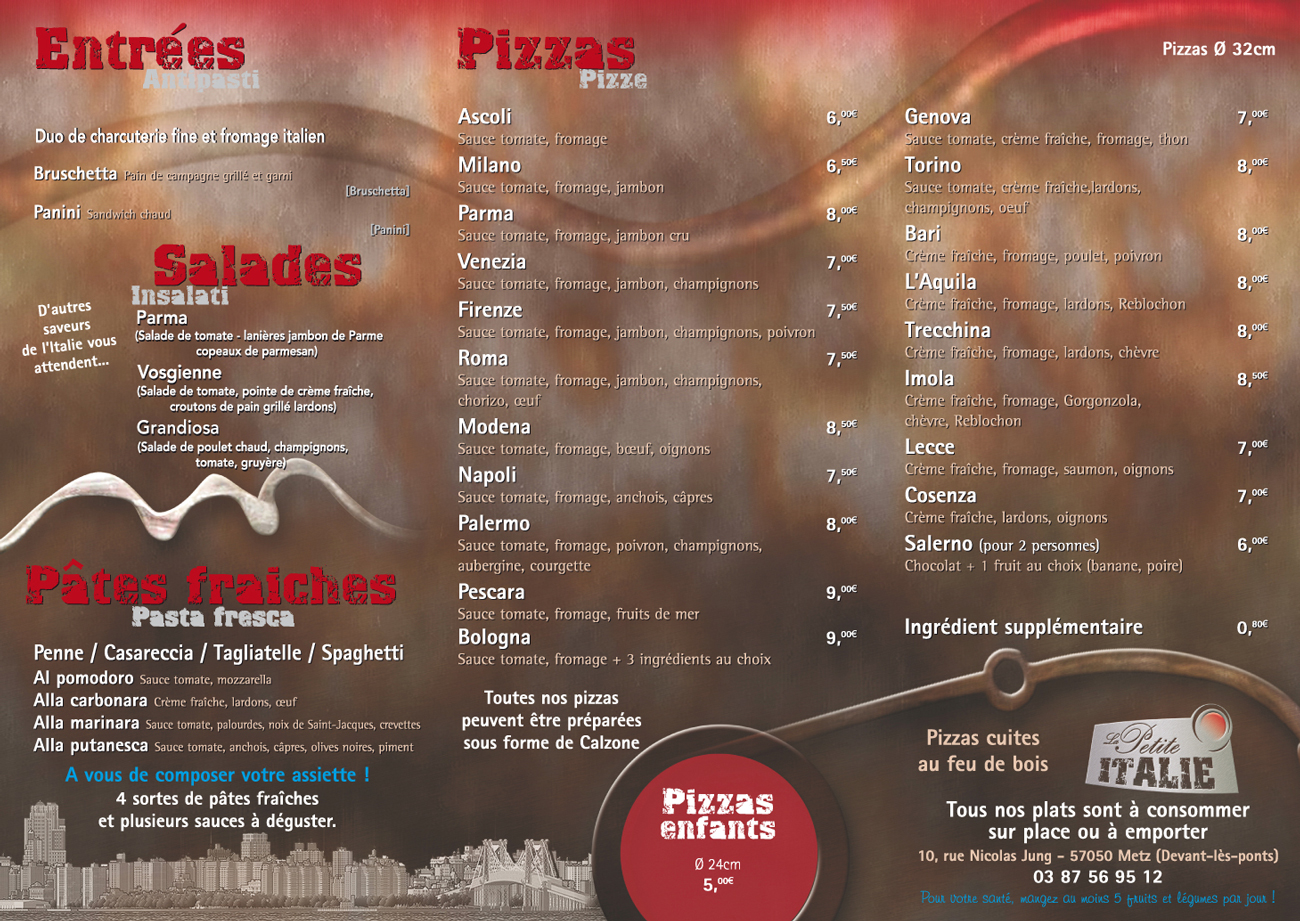 Entrées
Antipasti
Duo de charcuterie fine et fromage italien
Bruschetta Pain de campagne grillé et garni
[Bruschetta]
Panini Sandwich chaud
[Panini]
Salades
Insalati
D'autres
saveurs
de l'Italie vous
attendent...
Parma
(Salade de tomate - lanières jambon de Parme
copeaux de parmesan)
Vosgienne
(Salade de tomate, pointe de crème fraîche,
croutons de pain grillé lardons)
Grandiosa
(Salade de poulet chaud, champignons,
tomate, gruyère)
Pâtes fraiches
Pasta fresca
Penne / Casareccia / Tagliatelle / Spaghetti
Al pomodoro Sauce tomate, mozzarella
Alla carbonara Crème fraîche, lardons, œuf
Alla marinara Sauce tomate, palourdes, noix de Saint-Jacques, crevettes
Alla putanesca Sauce tomate, anchois, câpres, olives noires, piment
A vous de composer votre assiette !
4 sortes de pâtes fraîches
et plusieurs sauces à déguster.
Pizzas
Pizze
Ascoli 6,00€
Sauce tomate, fromage
Milano 6,50€
Sauce tomate, fromage, jambon
Parma 8,00€
Sauce tomate, fromage, jambon cru
Venezia 7,00€
Sauce tomate, fromage, jambon, champignons
Firenze 7,50€
Sauce tomate, fromage, jambon, champignons, poivron
Roma 7,50€
Sauce tomate, fromage, jambon, champignons,
chorizo, œuf
Modena 8,50€
Sauce tomate, fromage, bœuf, oignons
Napoli 7,50€
Sauce tomate, fromage, anchois, câpres
Palermo 8,00€
Sauce tomate, fromage, poivron, champignons,
aubergine, courgette
Pescara 9,00€
Sauce tomate, fromage, fruits de mer
Bologna 9,00€
Sauce tomate, fromage + 3 ingrédients au choix
Toutes nos pizzas
peuvent être préparées
sous forme de Calzone
Pizzas
enfants
Ø 24cm
5,00€
Pizzas Ø 32cm
Genova 7,00€
Sauce tomate, crème fraîche, fromage, thon
Torino 8,00€
Sauce tomate, crème fraîche,lardons,
champignons, oeuf
Bari 8,00€
Crème fraîche, fromage, poulet, poivron
L'Aquila 8,00€
Crème fraîche, fromage, lardons, Reblochon
Trecchina 8,00€
Crème fraîche, fromage, lardons, chèvre
Imola 8,50€
Crème fraîche, fromage, Gorgonzola,
chèvre, Reblochon
Lecce 7,00€
Crème fraîche, fromage, saumon, oignons
Cosenza 7,00€
Crème fraîche, lardons, oignons
Salerno (pour 2 personnes) 6,00€
Chocolat + 1 fruit au choix (banane, poire)
Ingrédient supplémentaire 0,80€
Pizzas cuites
au feu de bois
La Petite
ITALIE
Tous nos plats sont à consommer
sur place ou à emporter
10, rue Nicolas Jung - 57050 Metz (Devant-lès-ponts)
03 87 56 95 12
Pour votre santé, mangez au moins 5 fruits et légumes par jour !